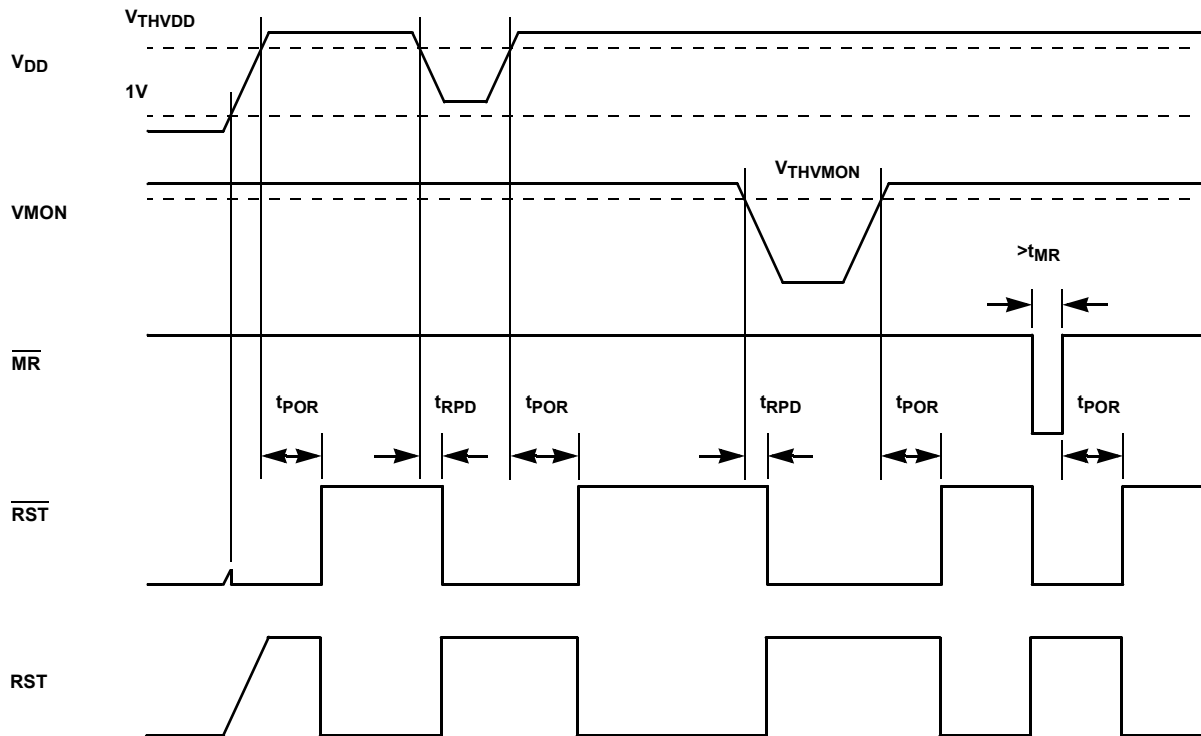 VTHVDD
VDD
1V
VTHVMON
VMON
>tMR
MR
tPOR tRPD tPOR tRPD tPOR tPOR
RST
RST